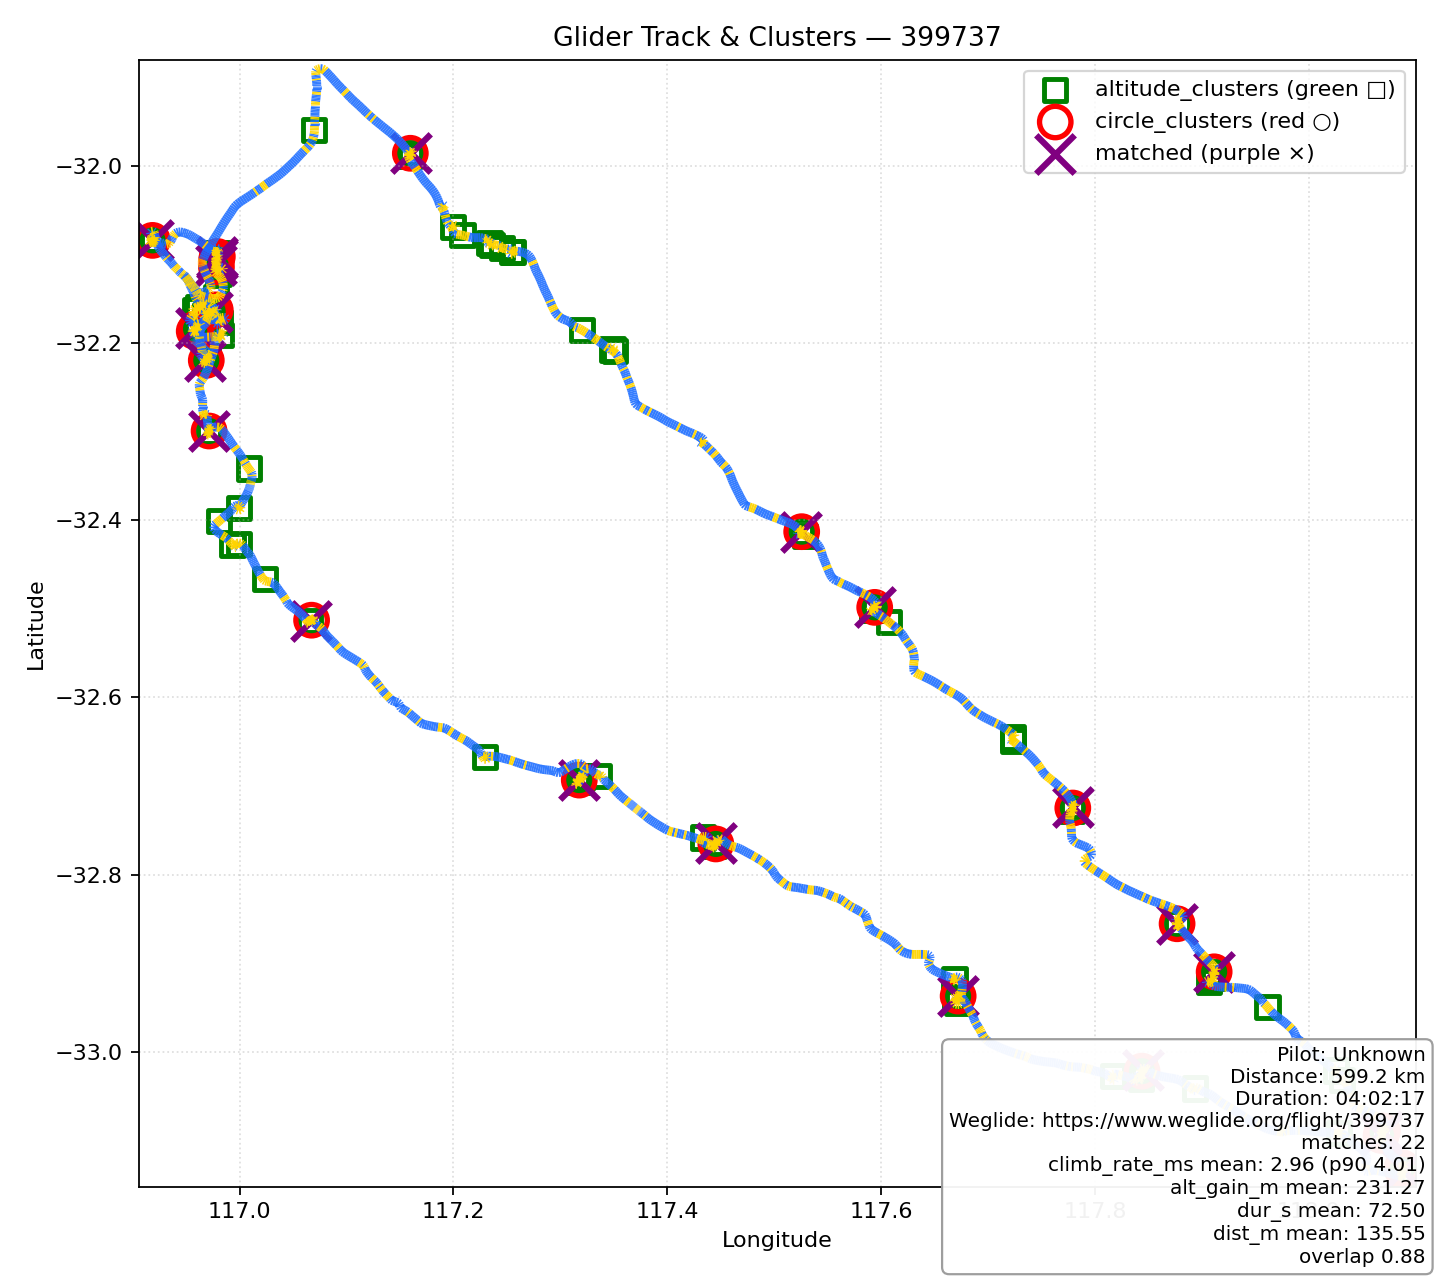 Glider Track & Clusters — 399737
altitude_clusters (green □)
circle_clusters (red ○)
matched (purple ×)
Latitude
−32.0
−32.2
−32.4
−32.6
−32.8
−33.0
117.0
117.2
117.4
117.6
117.8
Longitude
Pilot: Unknown
Distance: 599.2 km
Duration: 04:02:17
Weglide: https://www.weglide.org/flight/399737
matches: 22
climb_rate_ms mean: 2.96 (p90 4.01)
alt_gain_m mean: 231.27
dur_s mean: 72.50
dist_m mean: 135.55
overlap 0.88